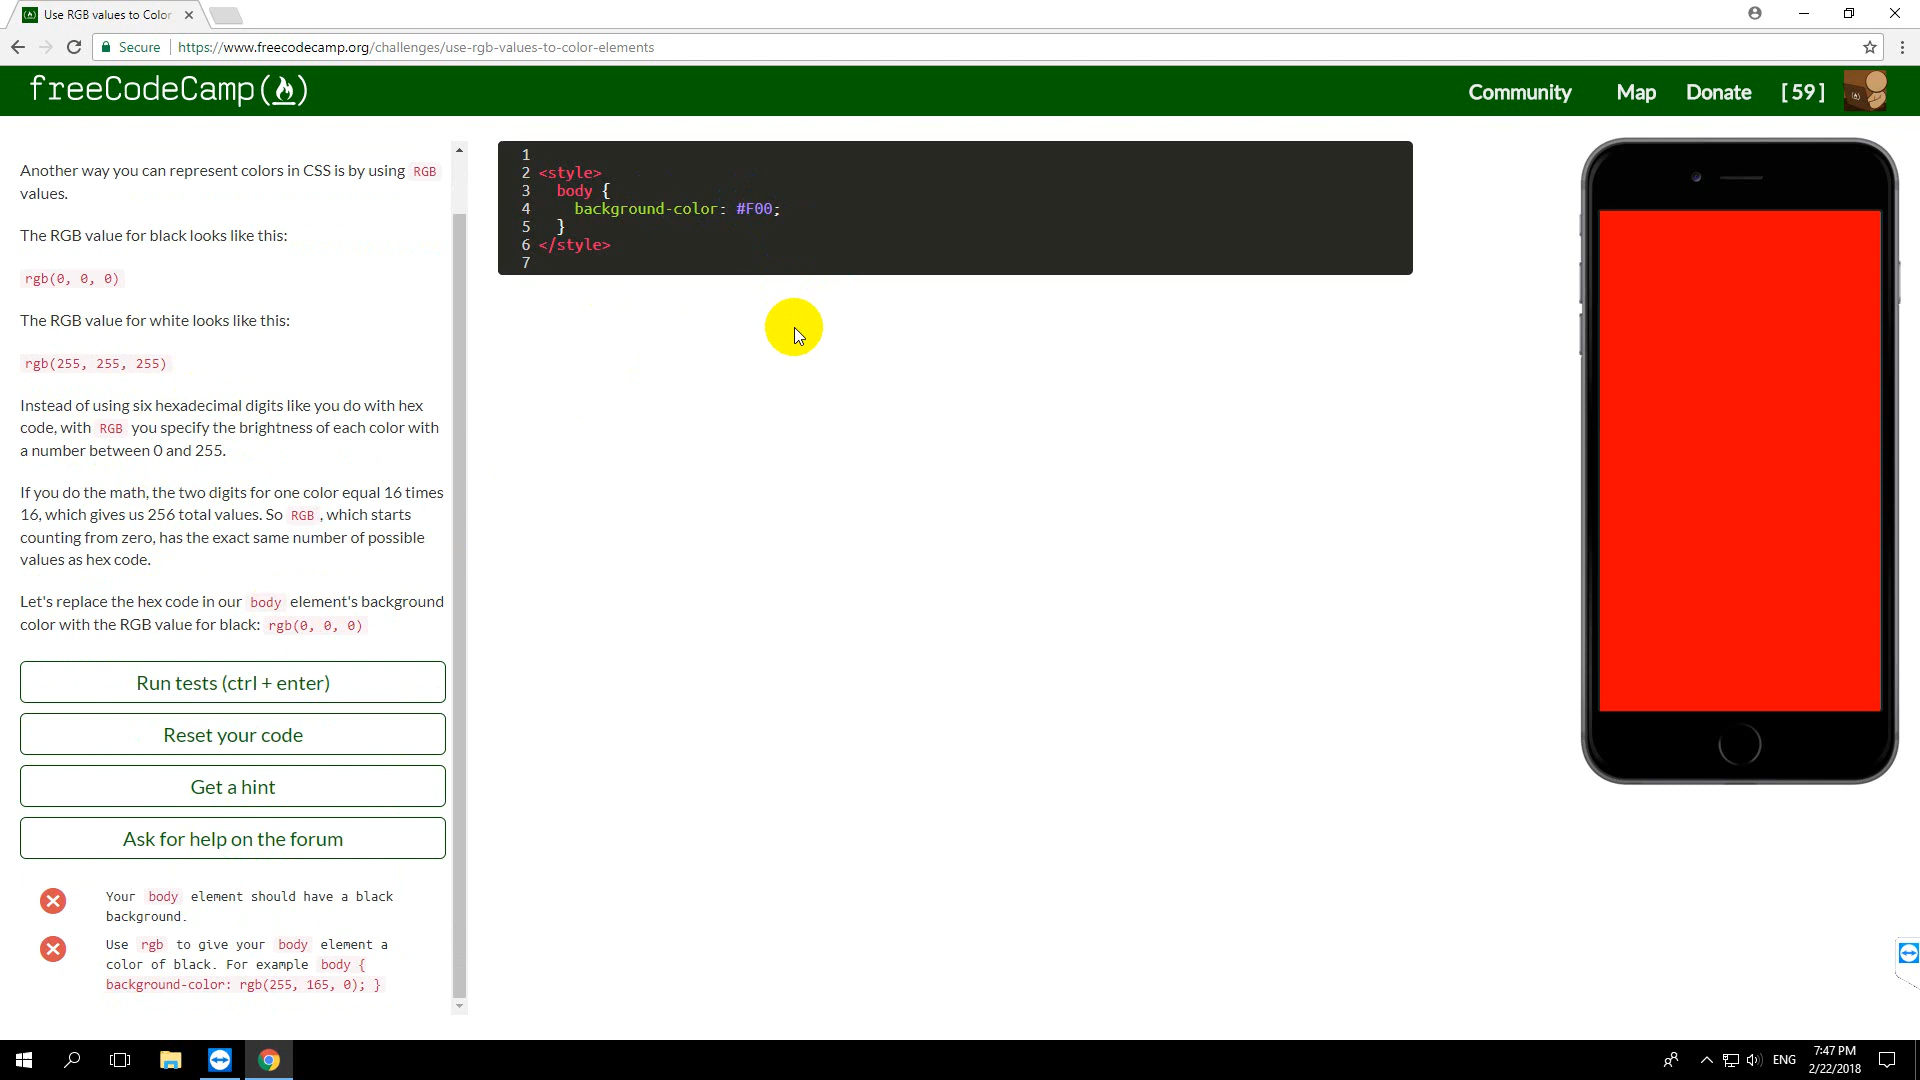 Use RGB values to Color
Secure
https://www.freecodecamp.org/challenges/use-rgb-values-to-color-elements
freeCodeCamp
Community
Map
Donate
[ 59 ]
Another way you can represent colors in CSS is by using RGB
values.
The RGB value for black looks like this:
rgb(0, 0, 0)
The RGB value for white looks like this:
rgb(255, 255, 255)
Instead of using six hexadecimal digits like you do with hex
code, with RGB you specify the brightness of each color with
a number between 0 and 255.
If you do the math, the two digits for one color equal 16 times
16, which gives us 256 total values. So RGB, which starts
counting from zero, has the exact same number of possible
values as hex code.
Let's replace the hex code in our body element's background
color with the RGB value for black: rgb(0, 0, 0)
Run tests (ctrl + enter)
Reset your code
Get a hint
Ask for help on the forum
Your body element should have a black
background.
Use rgb to give your body element a
color of black. For example body {
background-color: rgb(255, 165, 0); }
1
2 <style>
3 body {
4 background-color: #F00;
5 }
6 </style>
7
ENG
7:47 PM
2/22/2018